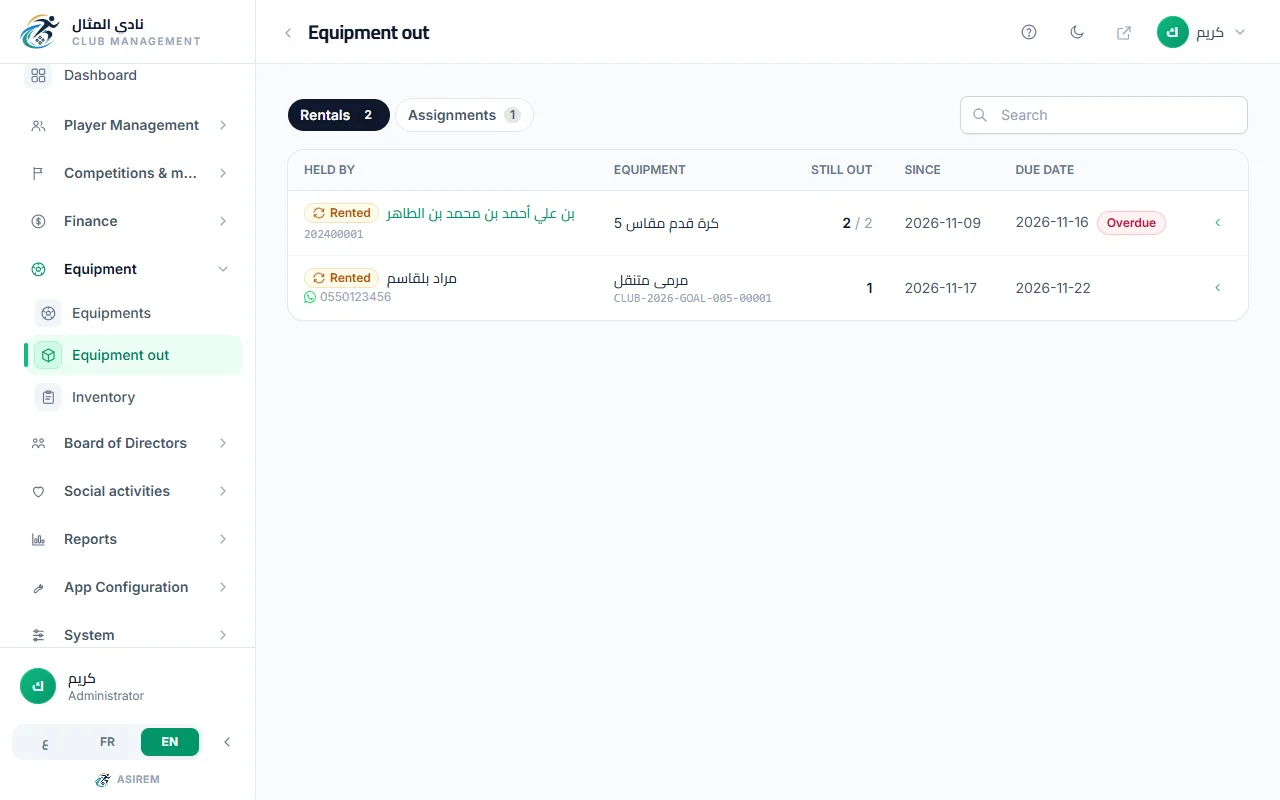 نادي المثال
CLUB MANAGEMENT
Dashboard
Player Management
Competitions & m...
Finance
Equipment
Equipments
Equipment out
Inventory
Board of Directors
Social activities
Reports
App Configuration
System
كريم
Administrator
ع FR EN
ASIREM
Equipment out
ك كريم
Rentals 2 Assignments 1
Search
HELD BY EQUIPMENT STILL OUT SINCE DUE DATE
Rented بن علي أحمد بن محمد بن الطاهر
202400001
كرة قدم مقاس 5
2 / 2
2026-11-09
2026-11-16 Overdue
Rented مراد بلقاسم
0550123456
مرمى متنقل
CLUB-2026-GOAL-005-00001
1
2026-11-17
2026-11-22